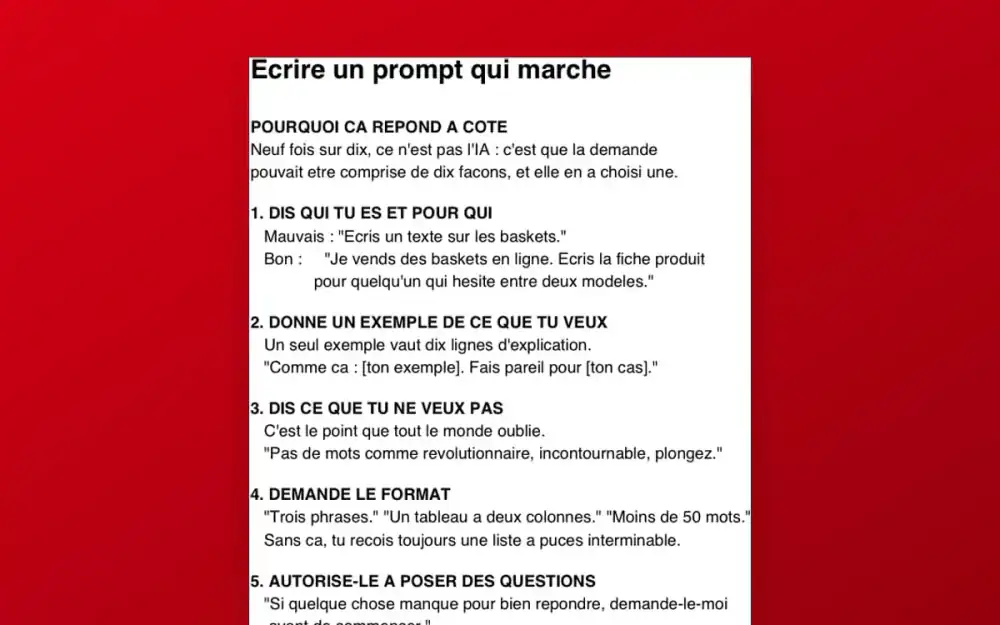 Ecrire un prompt qui marche
POURQUOI CA REPOND A COTE
Neuf fois sur dix, ce n'est pas l'IA : c'est que la demande
pouvait etre comprise de dix facons, et elle en a choisi une.
1. DIS QUI TU ES ET POUR QUI
Mauvais : "Ecris un texte sur les baskets."
Bon : "Je vends des baskets en ligne. Ecris la fiche produit
pour quelqu'un qui hesite entre deux modeles."
2. DONNE UN EXEMPLE DE CE QUE TU VEUX
Un seul exemple vaut dix lignes d'explication.
"Comme ca : [ton exemple]. Fais pareil pour [ton cas]."
3. DIS CE QUE TU NE VEUX PAS
C'est le point que tout le monde oublie.
"Pas de mots comme revolutionnaire, incontournable, plongez."
4. DEMANDE LE FORMAT
"Trois phrases." "Un tableau a deux colonnes." "Moins de 50 mots."
Sans ca, tu recois toujours une liste a puces interminable.
5. AUTORISE-LE A POSER DES QUESTIONS
"Si quelque chose manque pour bien repondre, demande-le-moi
avant de commencer."